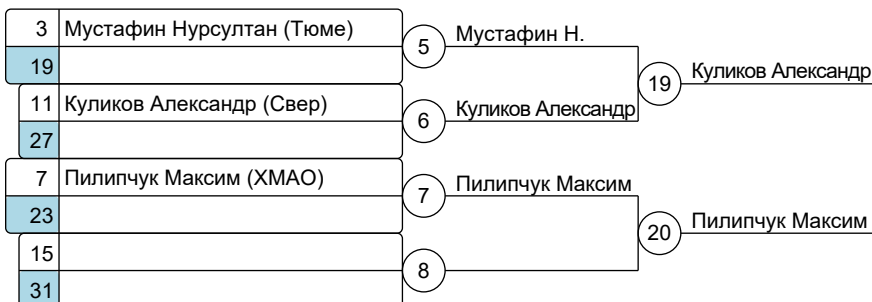 3 Мустафин Нурсултан (Тюме)
19
5 Мустафин Н.
11 Куликов Александр (Свер)
27
6 Куликов Александр
19 Куликов Александр
7 Пилипчук Максим (ХМАО)
23
7 Пилипчук Максим
15
31
8
20 Пилипчук Максим